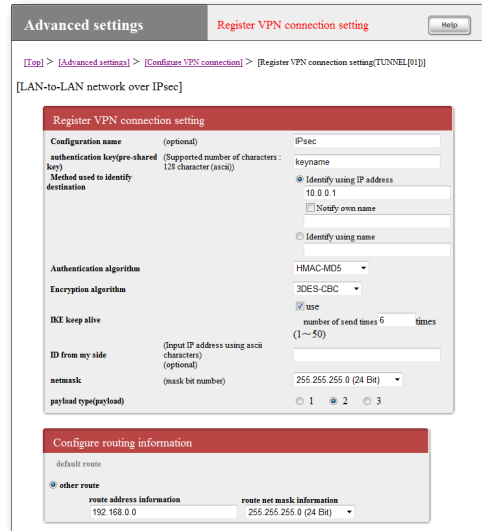 Advanced settings
Register VPN connection setting
Help
[Top] > [Advanced settings] > [Configure VPN connection] > [Register VPN connection setting(TUNNEL[01])]
[LAN-to-LAN network over IPsec]
Register VPN connection setting
Configuration name (optional) IPsec
authentication key(pre-shared key) (Supported number of characters : 128 character (ascii)) keyname
Method used to identify destination
Identify using IP address
10.0.0.1
Notify own name
Identify using name
Authentication algorithm HMAC-MD5
Encryption algorithm 3DES-CBC
IKE keep alive
use
number of send times 6 times
(1～50)
ID from my side (Input IP address using ascii characters) (optional)
netmask (mask bit number) 255.255.255.0 (24 Bit)
payload type(payload) 1 2 3
Configure routing information
default route
other route
route address information route net mask information
192.168.0.0 255.255.255.0 (24 Bit)